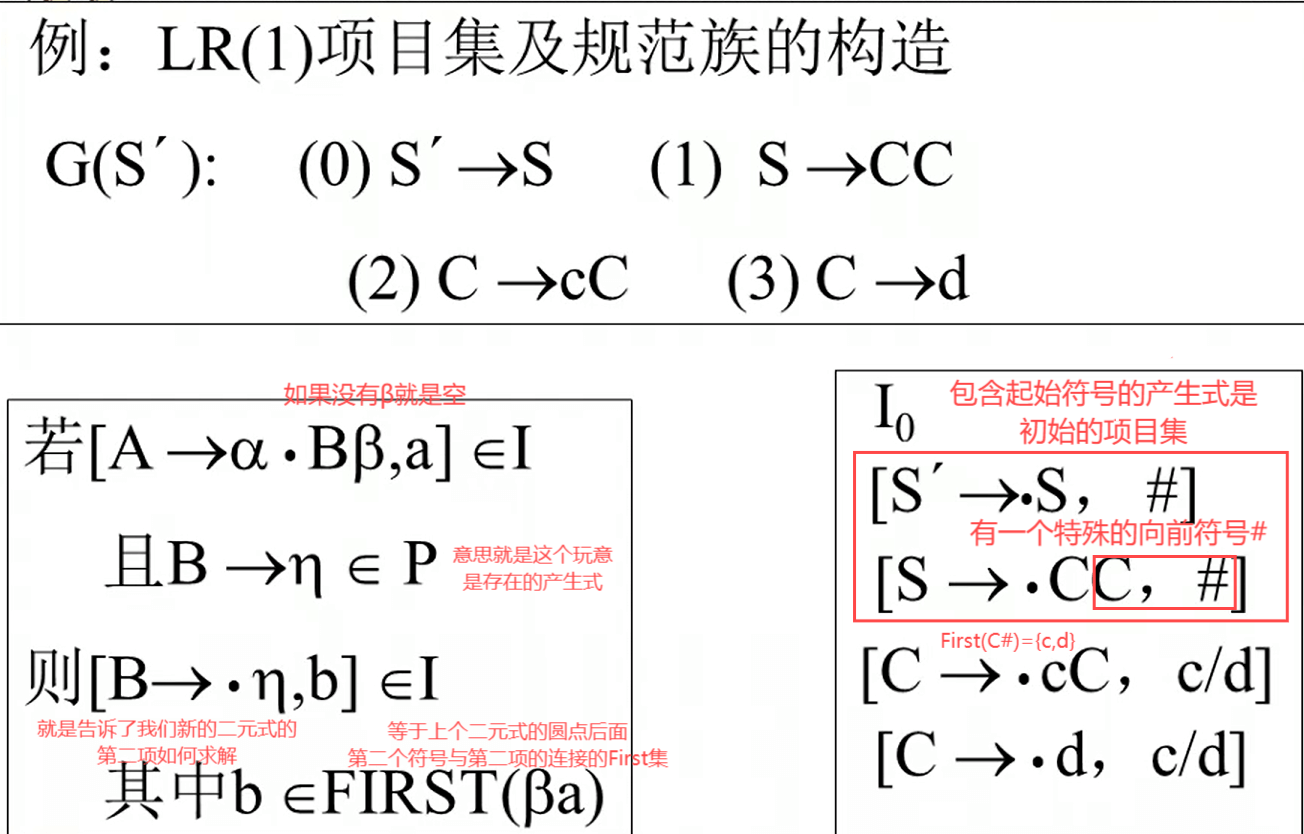 例：LR(1)项目集及规范族的构造
G(S´): (0) S´→S (1) S→CC
(2) C→cC (3) C→d
如果没有β就是空
若[A→α·Bβ,a]∈I
且B→η∈P
意思就是这个玩意
是存在的产生式
则[B→·η,b]∈I
就是告诉了我们新的二元式的
第二项如何求解
等于上个二元式的圆点后面
第二个符号与第二项的连接的First集
其中b∈FIRST(βa)
I₀
包含起始符号的产生式是
初始的项目集
[S´→·S， #]
有一个特殊的向前符号#
[S→·CC， #]
First(C#)={c,d}
[C→·cC， c/d]
[C→·d， c/d]